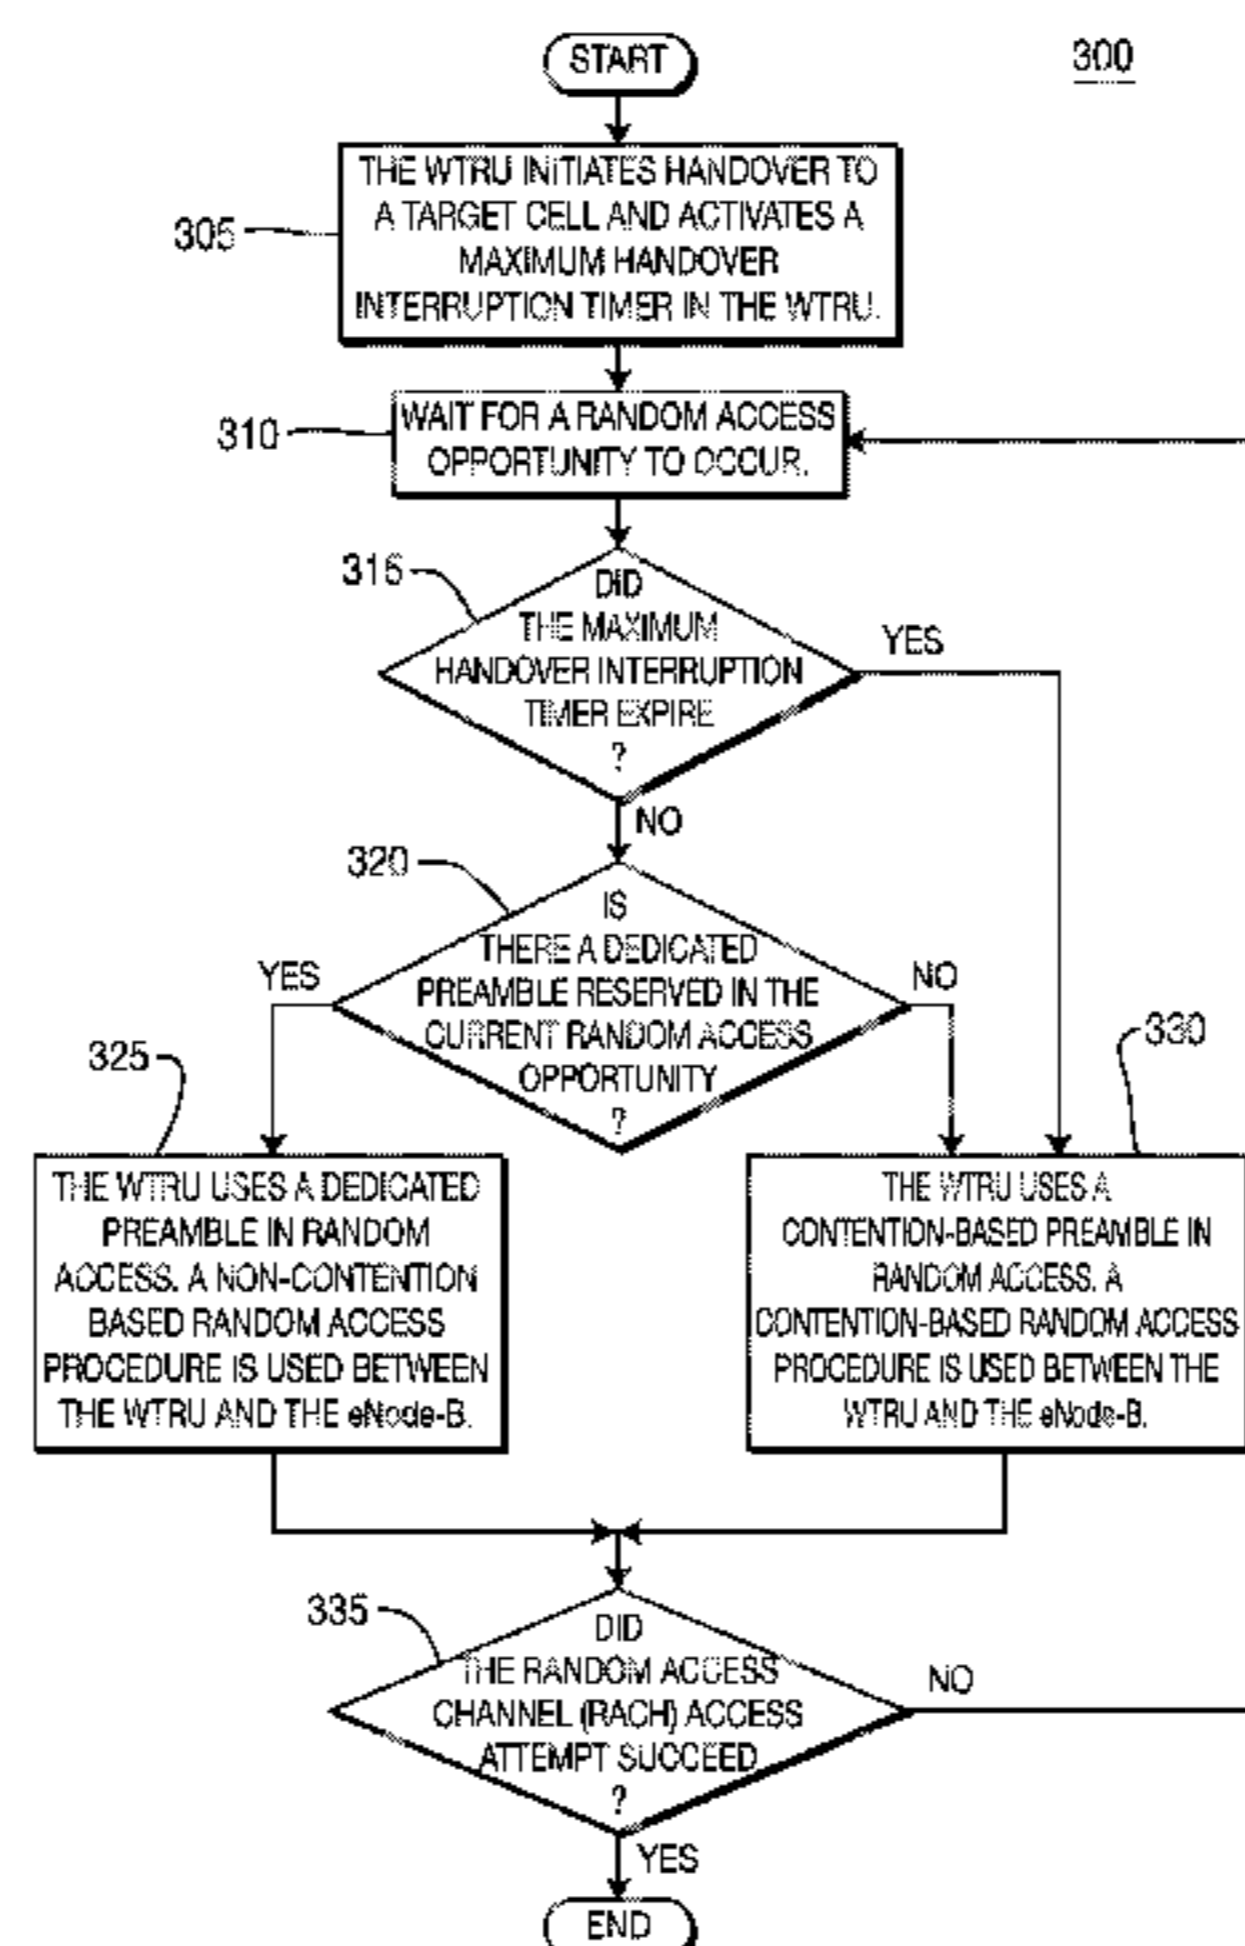 START
300
THE WTRU INITIATES HANDOVER TO
A TARGET CELL AND ACTIVATES A
MAXIMUM HANDOVER
INTERRUPTION TIMER IN THE WTRU.
305
WAIT FOR A RANDOM ACCESS
OPPORTUNITY TO OCCUR.
310
316
DID
THE MAXIMUM
HANDOVER INTERRUPTION
TIMER EXPIRE
?
YES
NO
320
IS
THERE A DEDICATED
PREAMBLE RESERVED IN THE
CURRENT RANDOM ACCESS
OPPORTUNITY
?
YES
NO
325
330
THE WTRU USES A DEDICATED
PREAMBLE IN RANDOM
ACCESS. A NON-CONTENTION
BASED RANDOM ACCESS
PROCEDURE IS USED BETWEEN
THE WTRU AND THE eNode-B.
THE WTRU USES A
CONTENTION-BASED PREAMBLE IN
RANDOM ACCESS. A
CONTENTION-BASED RANDOM ACCESS
PROCEDURE IS USED BETWEEN THE
WTRU AND THE eNode-B.
335
DID
THE RANDOM ACCESS
CHANNEL (RACH) ACCESS
ATTEMPT SUCCEED
?
NO
YES
END